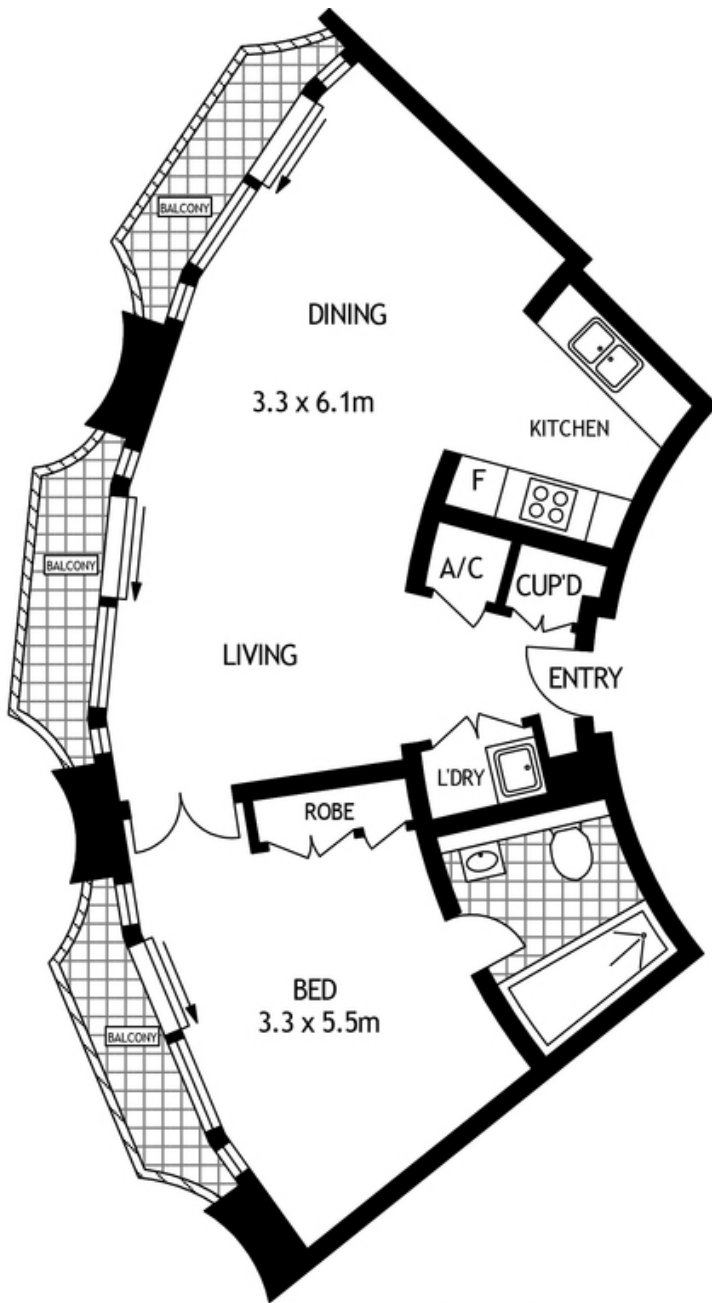 BALCONY
DINING
3.3 x 6.1m
KITCHEN
F
BALCONY
A/C
CUP'D
LIVING
ENTRY
L'DRY
ROBE
BED
3.3 x 5.5m
BALCONY